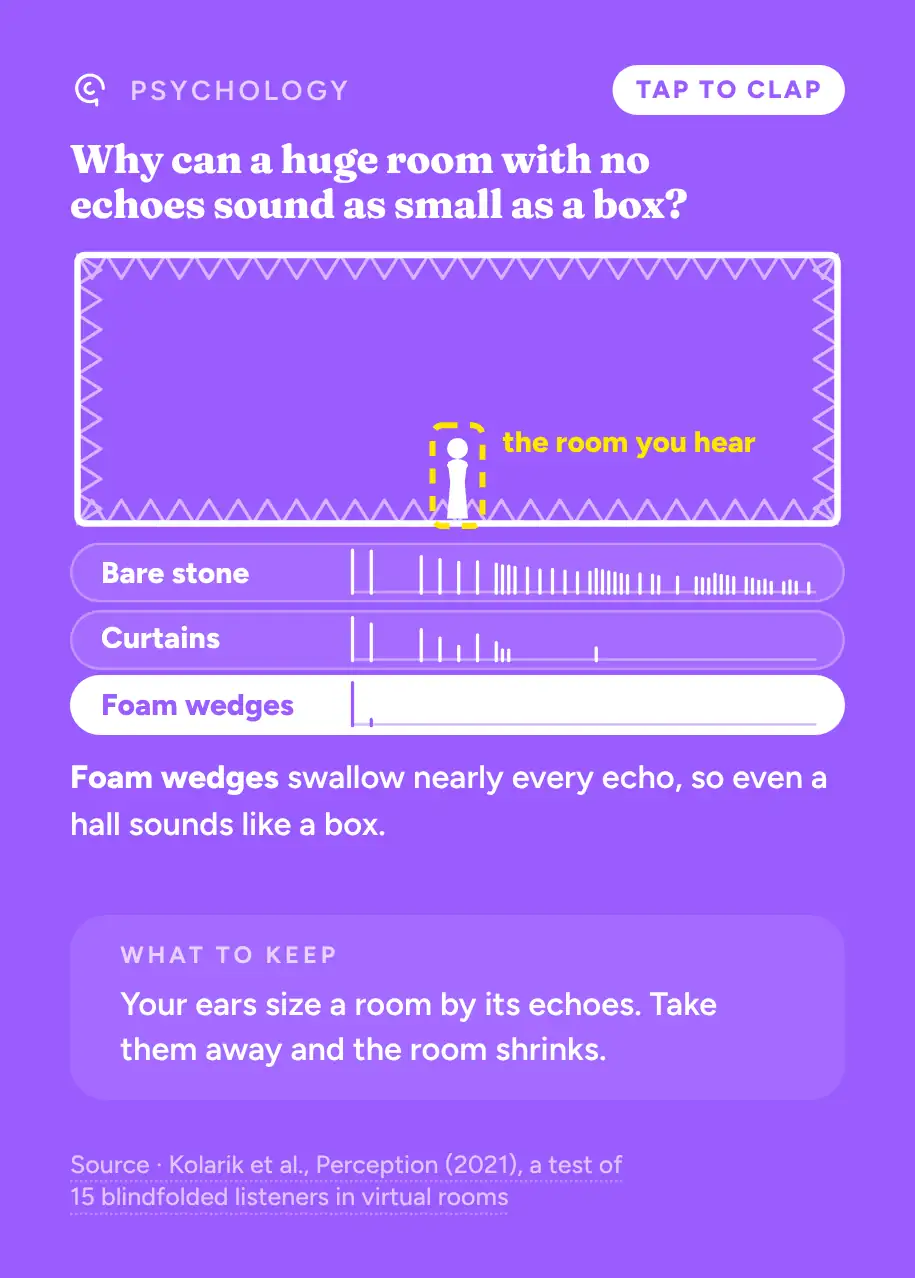 PSYCHOLOGY
TAP TO CLAP
Why can a huge room with no
echoes sound as small as a box?
the room you hear
Bare stone
Curtains
Foam wedges
Foam wedges swallow nearly every echo, so even a
hall sounds like a box.
WHAT TO KEEP
Your ears size a room by its echoes. Take
them away and the room shrinks.
Source · Kolarik et al., Perception (2021), a test of
15 blindfolded listeners in virtual rooms